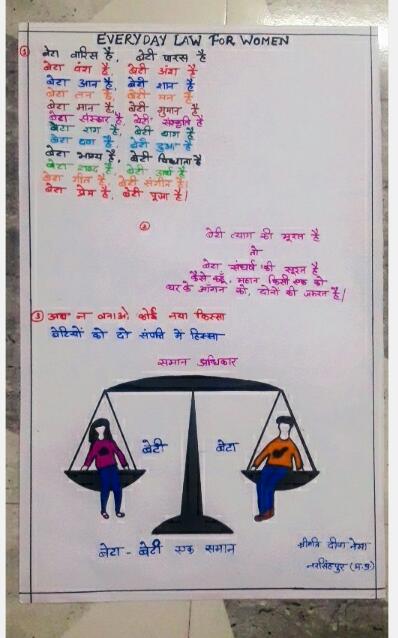 EVERYDAY LAW FOR WOMEN
① बेटा वारिस है, बेटी पारस है
बेटा वंश है, बेटी अंश है
बेटा आन है, बेटी शान है
बेटा तन है, बेटी मन है
बेटा मान है, बेटी गुमान है
बेटा संस्कार है, बेटी संस्कृति है
बेटा राग है, बेटी बाग है
बेटा दवा है, बेटी दुआ है
बेटा भाग्य है, बेटी विधाता है
बेटा शब्द है, बेटी अर्थ है
बेटा गीत है, बेटी संगीत है।
बेटा प्रेम है, बेटी पूजा है।
②
बेटी त्याग की मूरत है
तो
बेटा संघर्ष की सूरत है
कैसे कहूँ, महान किसी एक को
घर के आंगन को, दोनों की जरूरत है।
③ अब न बनाओ कोई नया किस्सा
बेटियों को दो संपति में हिस्सा
समान अधिकार
बेटी
बेटा
बेटा - बेटी एक समान
श्रीमति दीपा
नरसिंहपुर (म.प्र)